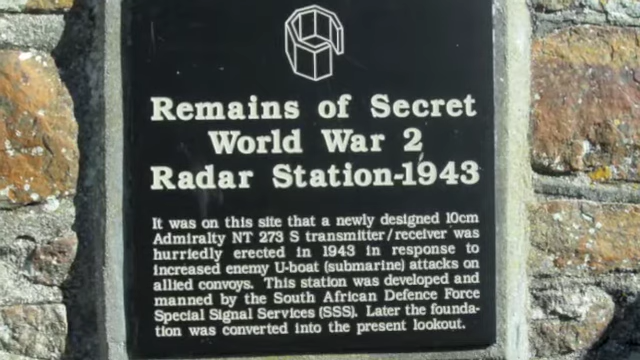 Remains of Secret
World War 2
Radar Station-1943
It was on this site that a newly designed 10cm
Admiralty NT 273 S transmitter/receiver was
hurriedly erected in 1943 in response to
increased enemy U-boat (submarine) attacks on
allied convoys. This station was developed and
manned by the South African Defence Force
Special Signal Services (SSS). Later the founda-
tion was converted into the present lookout.